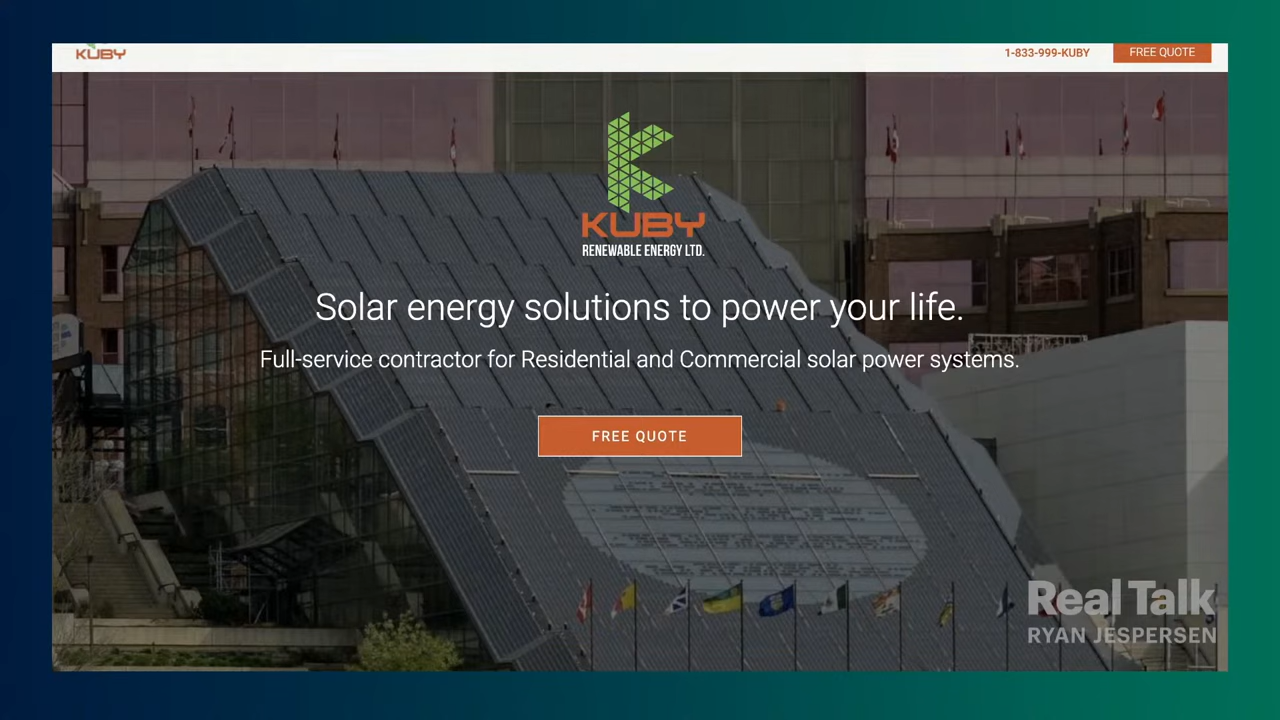 KUBY
1-833-999-KUBY
FREE QUOTE
KUBY
RENEWABLE ENERGY LTD.
Solar energy solutions to power your life.
Full-service contractor for Residential and Commercial solar power systems.
FREE QUOTE
Real Talk
RYAN JESPERSEN